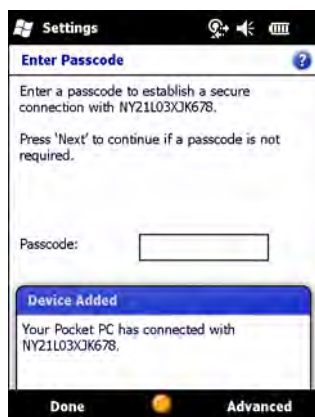 Settings
Enter Passcode
?
Enter a passcode to establish a secure
connection with NY21L03XJK678.
Press 'Next' to continue if a passcode is not
required.
Passcode:
Device Added
Your Pocket PC has connected with
NY21L03XJK678.
Done
Advanced